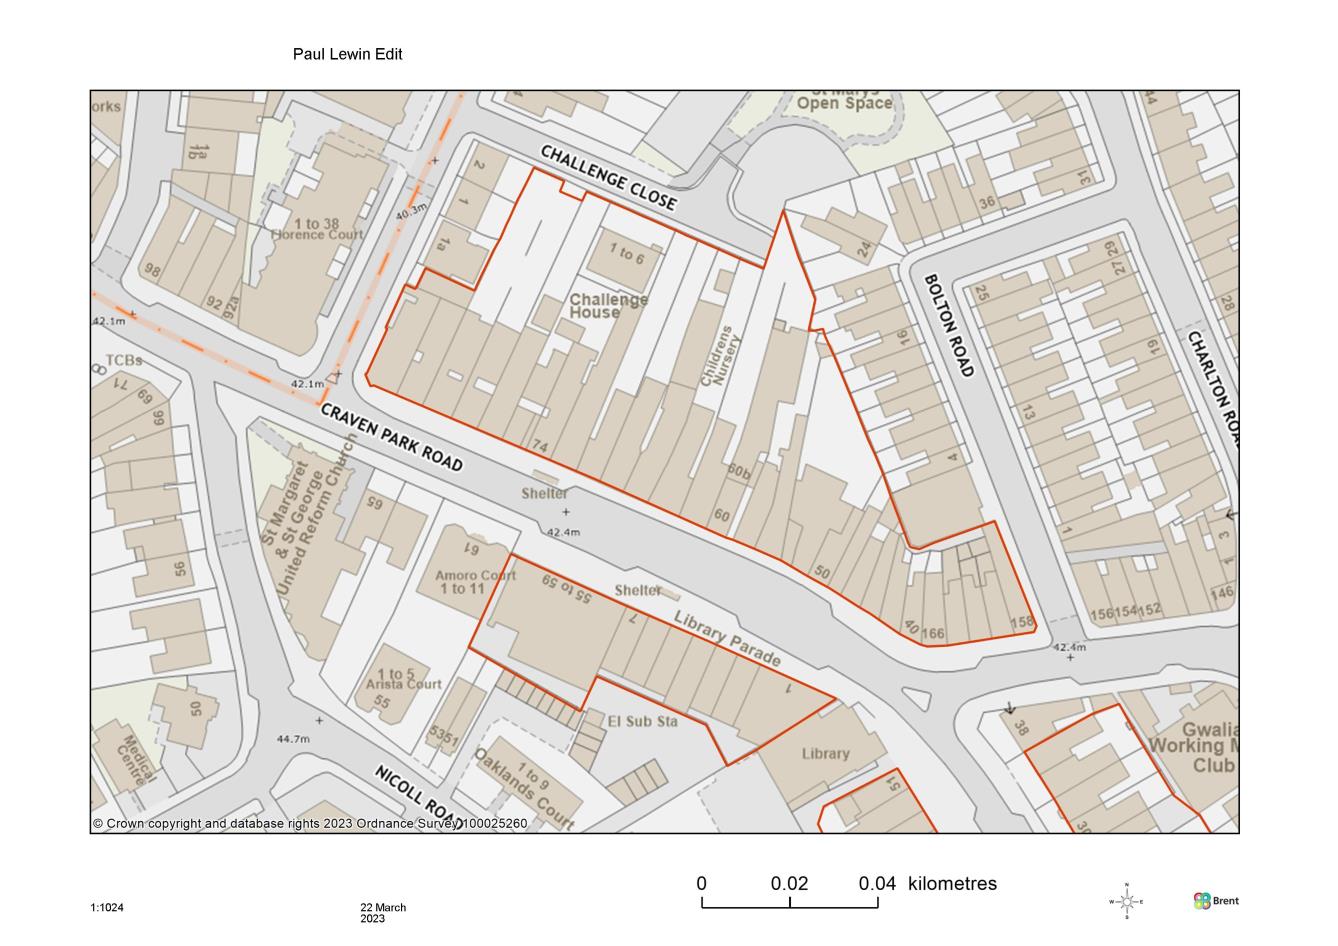 Paul Lewin Edit
orks
4
St Mary's
Open Space
44
1a
1b
CHALLENGE CLOSE
2
1
31
36
40.3m
1 to 38
Florence Court
1a
1 to 6
24
27
29
98
92
92a
BOLTON ROAD
25
28
Challenge
House
42.1m
16
19
CHARLTON ROA
Childrens
Nursery
TCBs
42.1m
71
69
66
13
CRAVEN PARK ROAD
74
4
60b
Shelter
60
St Margaret
& St George
United Reform Church
65
42.4m
1
3
56
61
Amoro Court
1 to 11
55 to 59
Shelter
50
7
Library Parade
40
166
158
156
154
152
146
1
42.4m
1 to 5
Arista Court
55
1
50
44.7m
5351
El Sub Sta
38
Gwalia
Working M
Club
Medical
Centre
Library
1 to 9
Oaklands Court
NICOLL ROAD
51
30
© Crown copyright and database rights 2023 Ordnance Survey 100025260
0 0.02 0.04 kilometres
1:1024
22 March
2023
N
W E
S
Brent